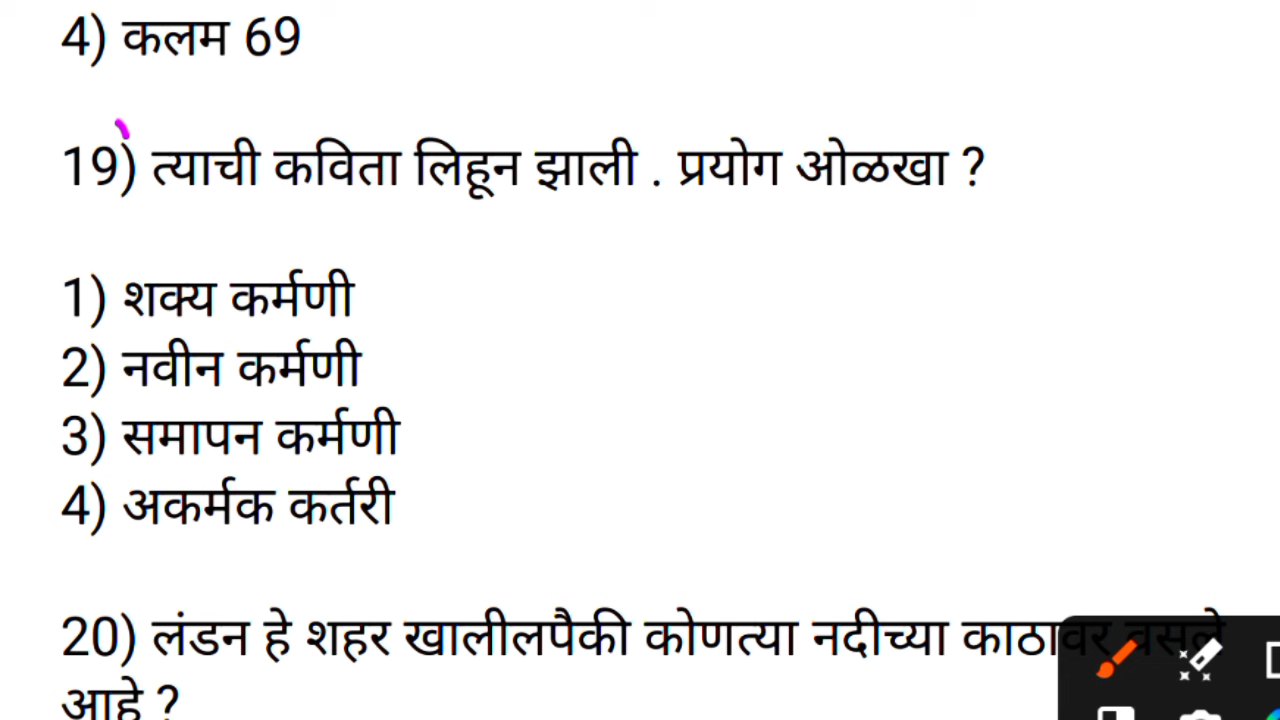 4) कलम 69
19) त्याची कविता लिहून झाली . प्रयोग ओळखा ?
1) शक्य कर्मणी
2) नवीन कर्मणी
3) समापन कर्मणी
4) अकर्मक कर्तरी
20) लंडन हे शहर खालीलपैकी कोणत्या नदीच्या काठावर वसले
आहे ?